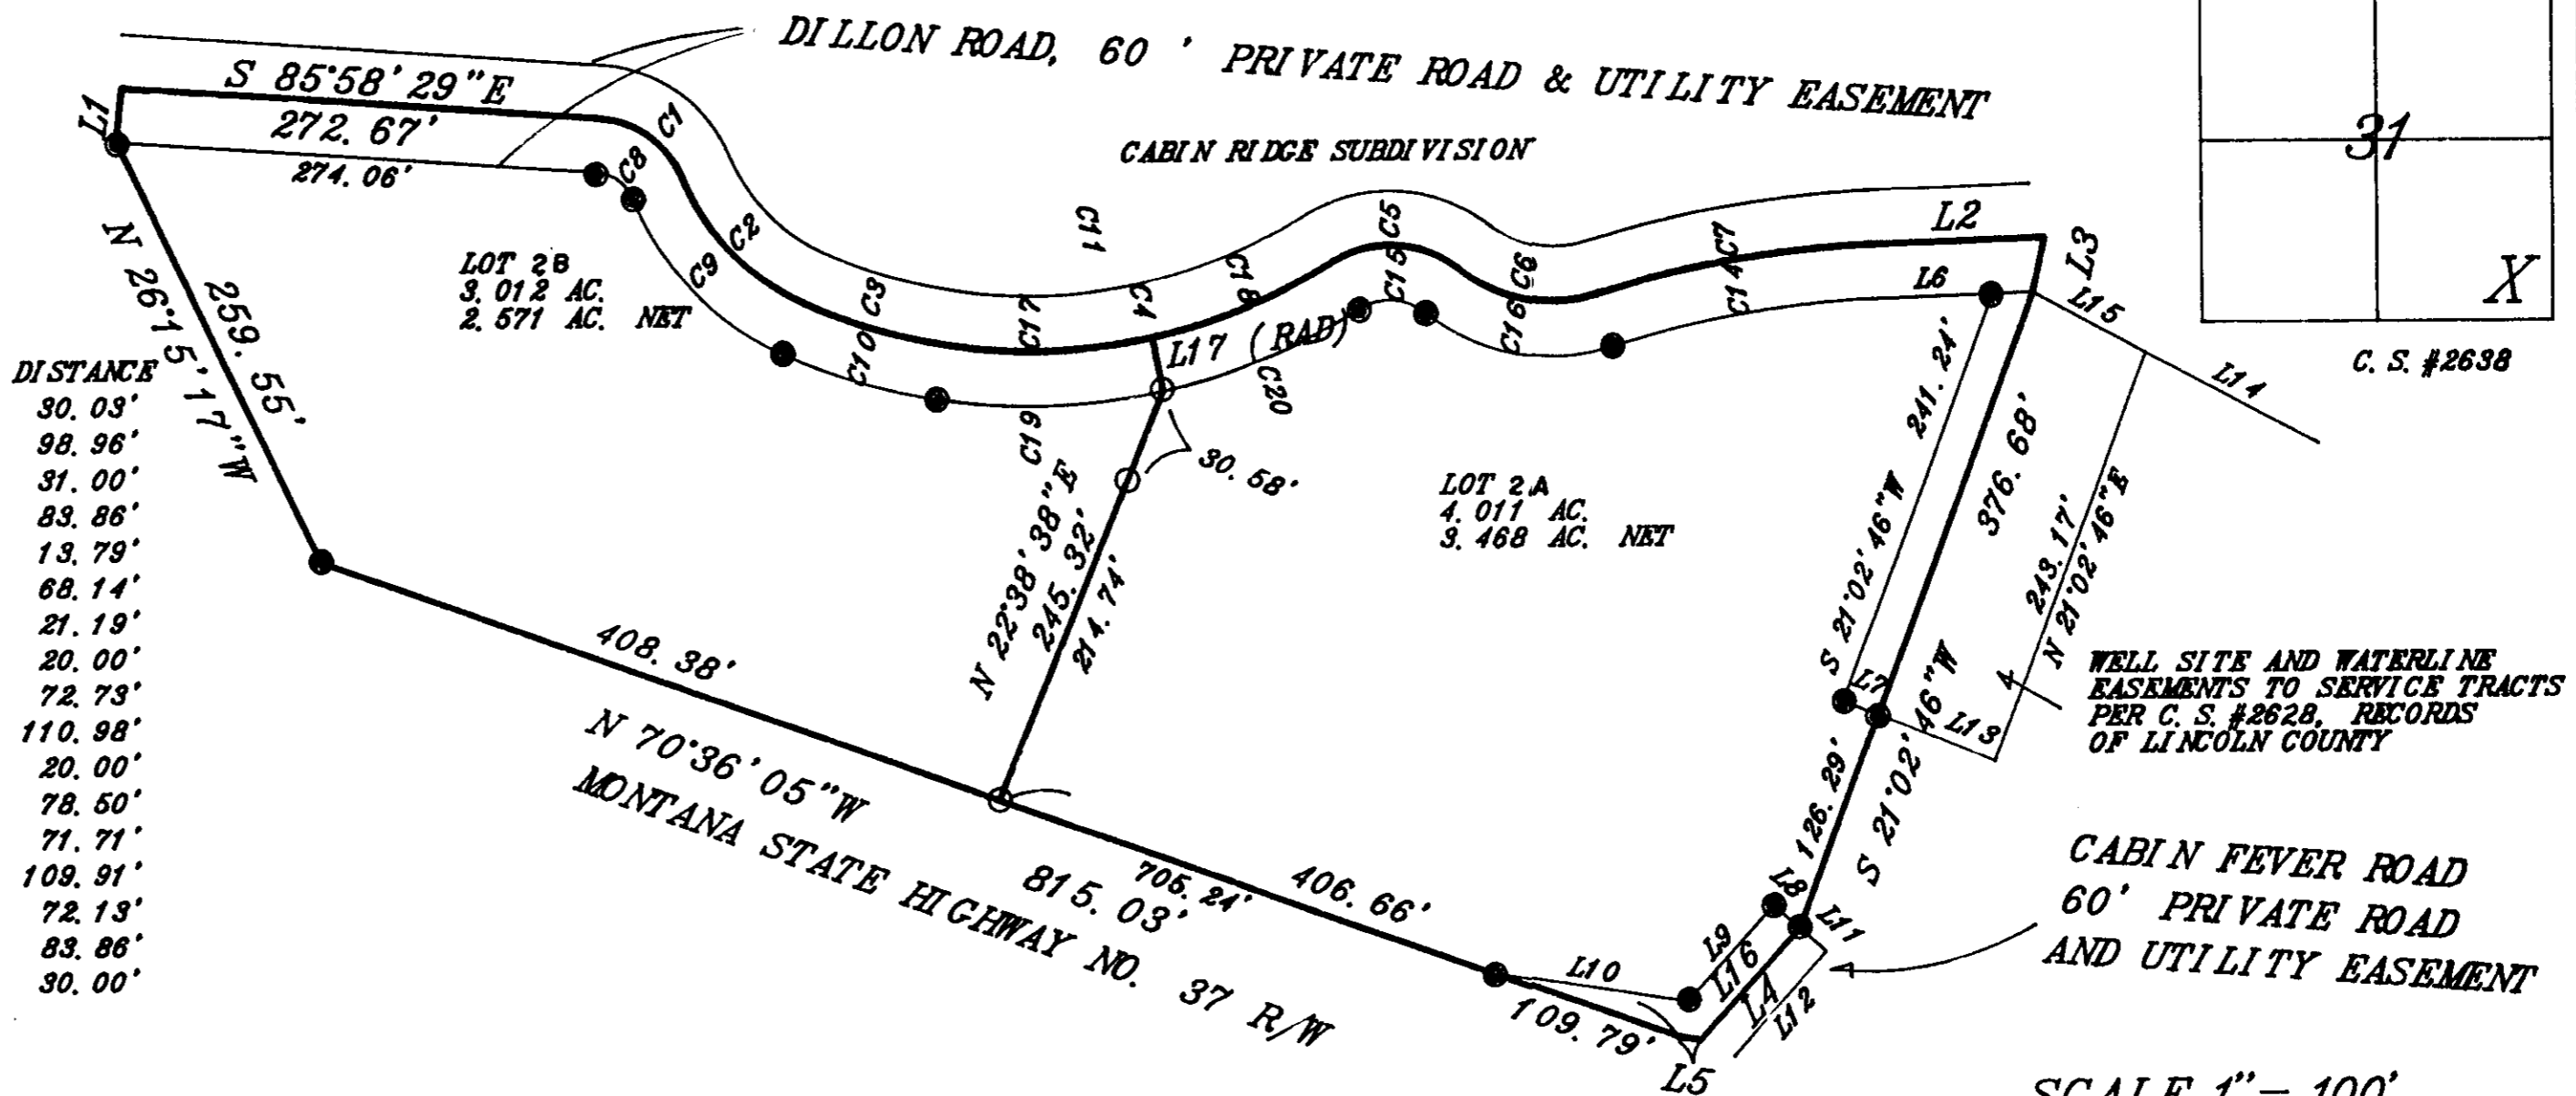 DILLON ROAD, 60 ' PRIVATE ROAD & UTILITY EASEMENT
S 85°58'29"E
272.67'
274.06'
L1
C1
C8
CABIN RIDGE SUBDIVISION
31
X
C.S. #2638
N 26°15'17"W
259.55'
LOT 2B
3.012 AC.
2.571 AC. NET
C2
C9
C3
C10
C11
C17
C4
C18
C5
C15
C6
C16
C7
C14
L2
L3
L6
L15
L14
L17 (RAD)
C19
C20
30.58'
DISTANCE
30.03'
98.96'
31.00'
83.86'
13.79'
68.14'
21.19'
20.00'
72.73'
110.98'
20.00'
78.50'
71.71'
109.91'
72.13'
83.86'
30.00'
N 22°38'38"E
245.32'
214.74'
LOT 2A
4.011 AC.
3.468 AC. NET
S 21°02'46"W
241.24'
376.68'
243.17'
N 21°02'46"E
L7
L13
126.29'
S 21°02'46"W
WELL SITE AND WATERLINE
EASEMENTS TO SERVICE TRACTS
PER C.S. #2628, RECORDS
OF LINCOLN COUNTY
408.38'
N 70°36'05"W
MONTANA STATE HIGHWAY NO. 37 R/W
815.03'
705.24'
406.66'
L8
L11
L9
L16
L10
L4
L12
109.79'
L5
CABIN FEVER ROAD
60' PRIVATE ROAD
AND UTILITY EASEMENT
SCALE 1"= 100'